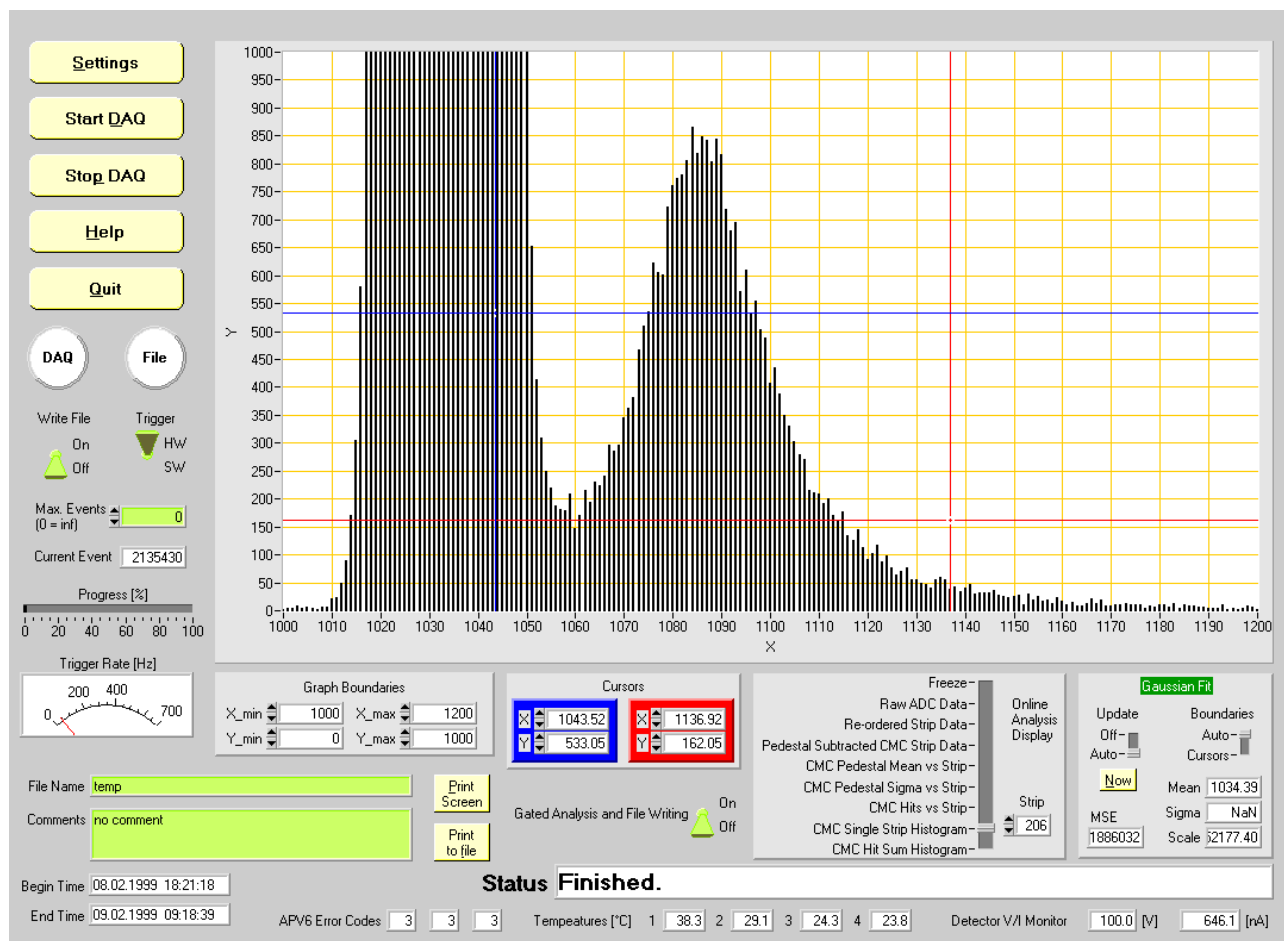 Settings
Start DAQ
Stop DAQ
Help
Quit
DAQ File
Write File Trigger
On HW
Off SW
Max. Events
(0 = inf) 0
Current Event 2135430
Progress [%]
0 20 40 60 80 100
Trigger Rate [Hz]
0 200 400 700
1000
950
900
850
800
750
700
650
600
550
500
450
400
350
300
250
200
150
100
50
0
Y
1000 1010 1020 1030 1040 1050 1060 1070 1080 1090 1100 1110 1120 1130 1140 1150 1160 1170 1180 1190 1200
X
Graph Boundaries
X_min 1000 X_max 1200
Y_min 0 Y_max 1000
Cursors
X 1043.52 X 1136.92
Y 533.05 Y 162.05
Freeze
Raw ADC Data
Re-ordered Strip Data
Pedestal Subtracted CMC Strip Data
CMC Pedestal Mean vs Strip
CMC Pedestal Sigma vs Strip
CMC Hits vs Strip
CMC Single Strip Histogram
CMC Hit Sum Histogram
Online
Analysis
Display
Strip
206
Gaussian Fit
Update Boundaries
Off Auto
Auto Cursors
Now
Mean 1034.39
MSE Sigma NaN
1886032 Scale 52177.40
File Name temp
Comments no comment
Print
Screen
Print
to file
Gated Analysis and File Writing On
Off
Begin Time 08.02.1999 18:21:18
End Time 09.02.1999 09:18:39
Status Finished.
APV6 Error Codes 3 3 3
Tempeatures [°C] 1 38.3 2 29.1 3 24.3 4 23.8
Detector V/I Monitor 100.0 [V] 646.1 [nA]